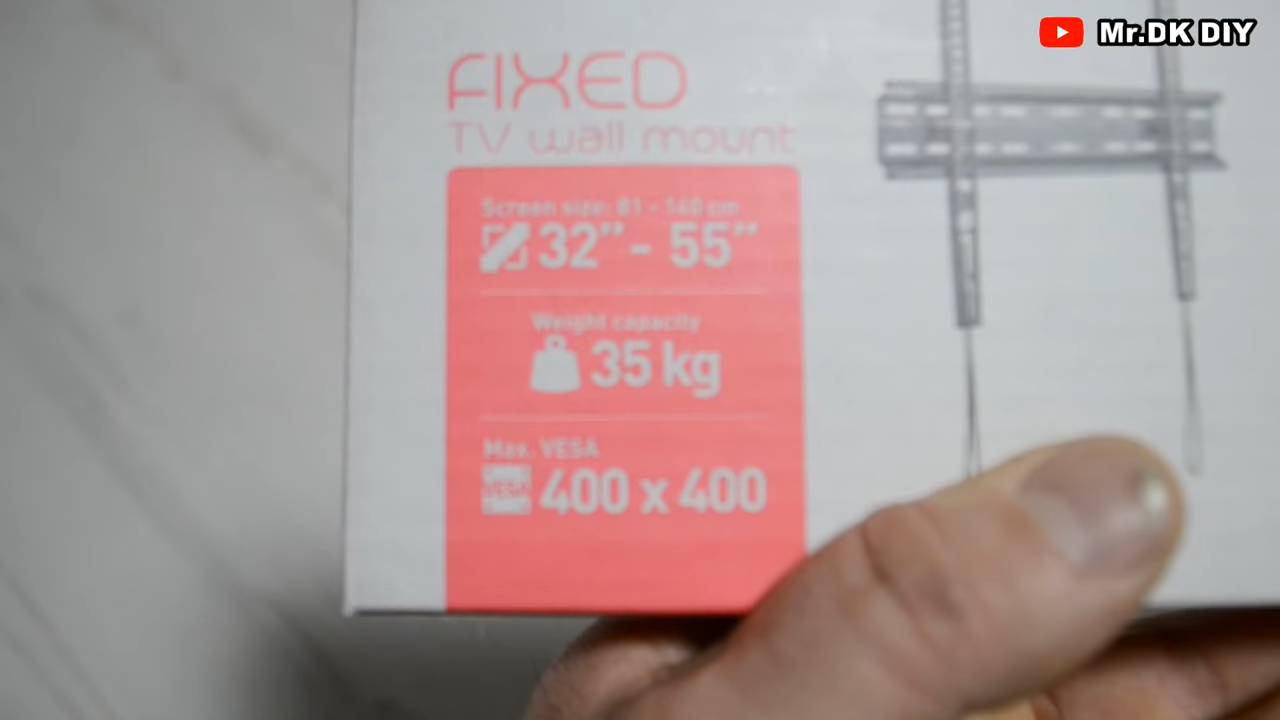 Mr.DK DIY
FIXED
TV wall mount
Screen size: 81 - 140 cm
32” - 55”
Weight capacity
35 kg
Max. VESA
VESA
400 x 400